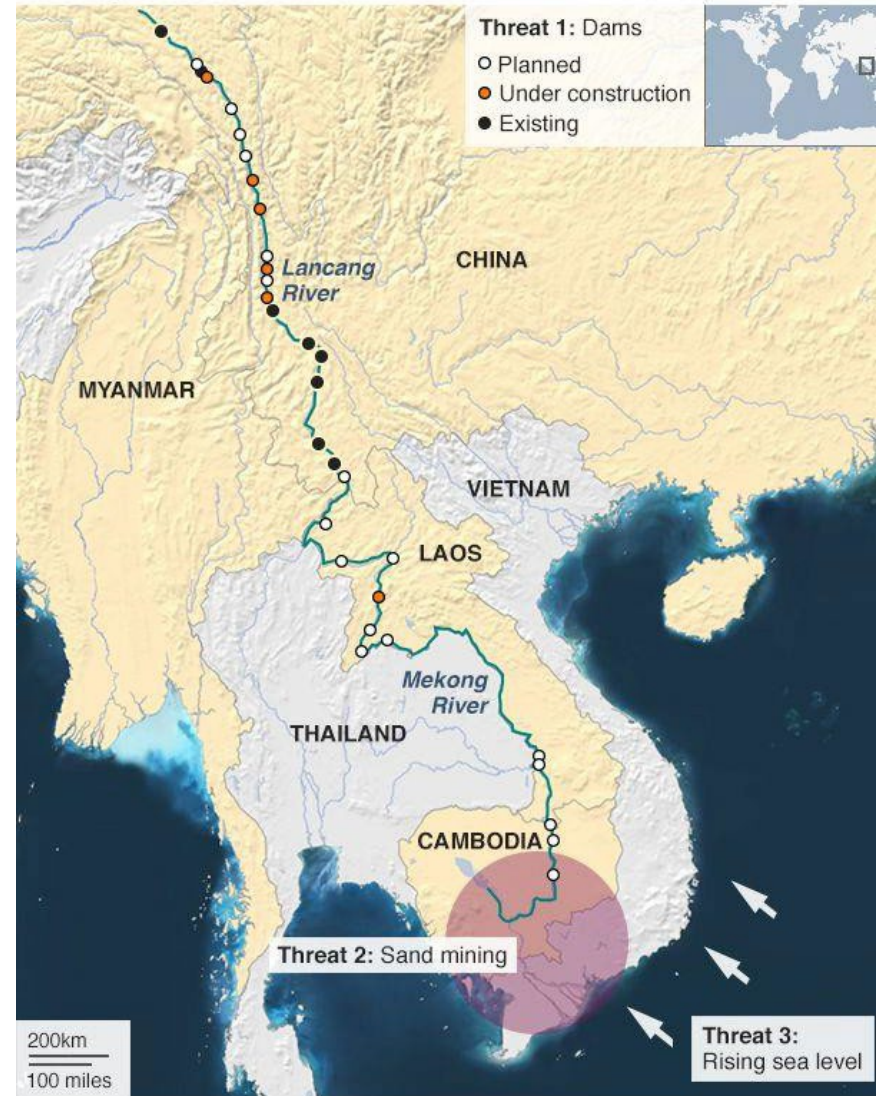 Threat 1: Dams
Planned
Under construction
Existing
Lancang
River
CHINA
MYANMAR
VIETNAM
LAOS
Mekong
River
THAILAND
CAMBODIA
Threat 2: Sand mining
Threat 3:
Rising sea level
200km
100 miles